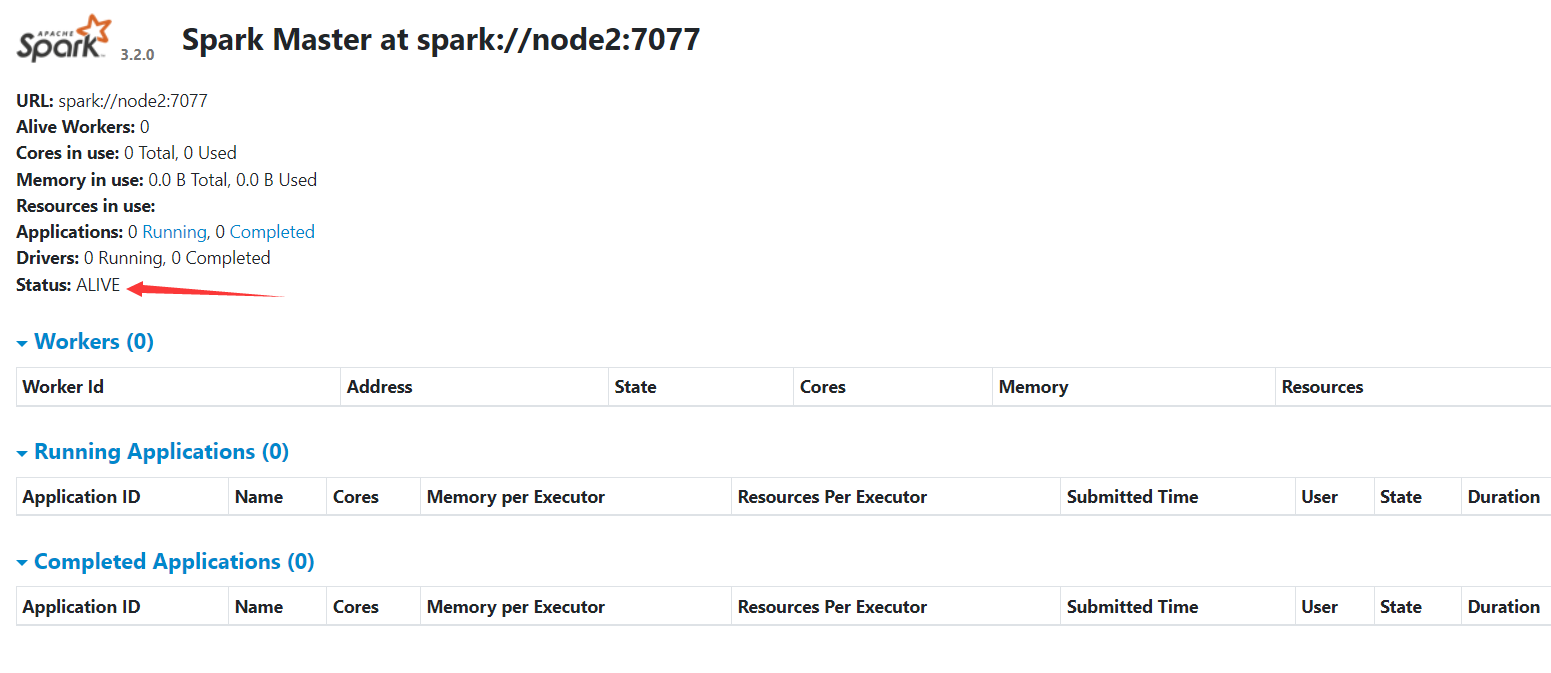 APACHE Spark 3.2.0 Spark Master at spark://node2:7077
URL: spark://node2:7077
Alive Workers: 0
Cores in use: 0 Total, 0 Used
Memory in use: 0.0 B Total, 0.0 B Used
Resources in use:
Applications: 0 Running, 0 Completed
Drivers: 0 Running, 0 Completed
Status: ALIVE
Workers (0)
Worker Id Address State Cores Memory Resources
Running Applications (0)
Application ID Name Cores Memory per Executor Resources Per Executor Submitted Time User State Duration
Completed Applications (0)
Application ID Name Cores Memory per Executor Resources Per Executor Submitted Time User State Duration